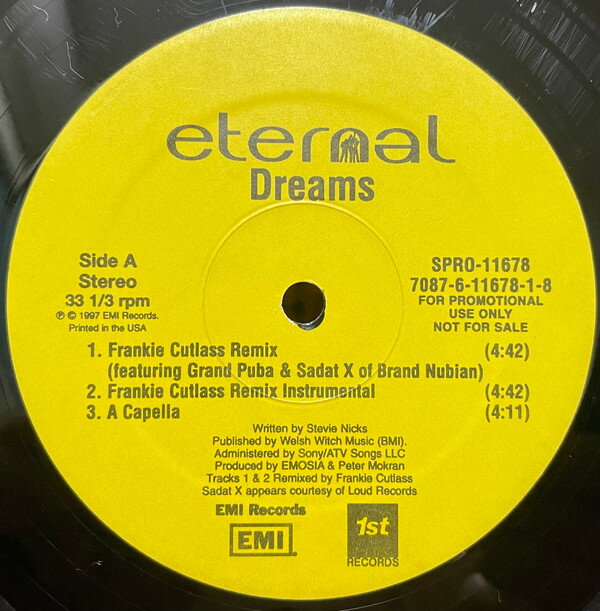 eternal
Dreams
Side A
Stereo
33 1/3 rpm
℗ © 1997 EMI Records.
Printed in the USA
SPRO-11678
7087-6-11678-1-8
FOR PROMOTIONAL
USE ONLY
NOT FOR SALE
1. Frankie Cutlass Remix (4:42)
(featuring Grand Puba & Sadat X of Brand Nubian)
2. Frankie Cutlass Remix Instrumental (4:42)
3. A Capella (4:11)
Written by Stevie Nicks
Published by Welsh Witch Music (BMI).
Administered by Sony/ATV Songs LLC
Produced by EMOSIA & Peter Mokran
Tracks 1 & 2 Remixed by Frankie Cutlass
Sadat X appears courtesy of Loud Records
EMI Records
EMI
1st
RECORDS